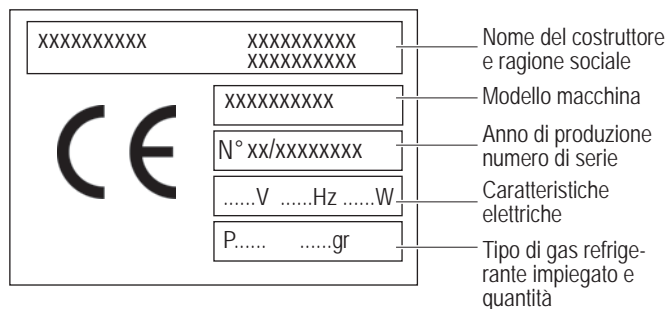 xxxxxxxxxx xxxxxxxxxx
xxxxxxxxxx
Nome del costruttore
e ragione sociale
CE
xxxxxxxxxx
Modello macchina
N° xx/xxxxxxxx
Anno di produzione
numero di serie
......V ......Hz ......W
Caratteristiche
elettriche
P...... ......gr
Tipo di gas refrige-
rante impiegato e
quantità